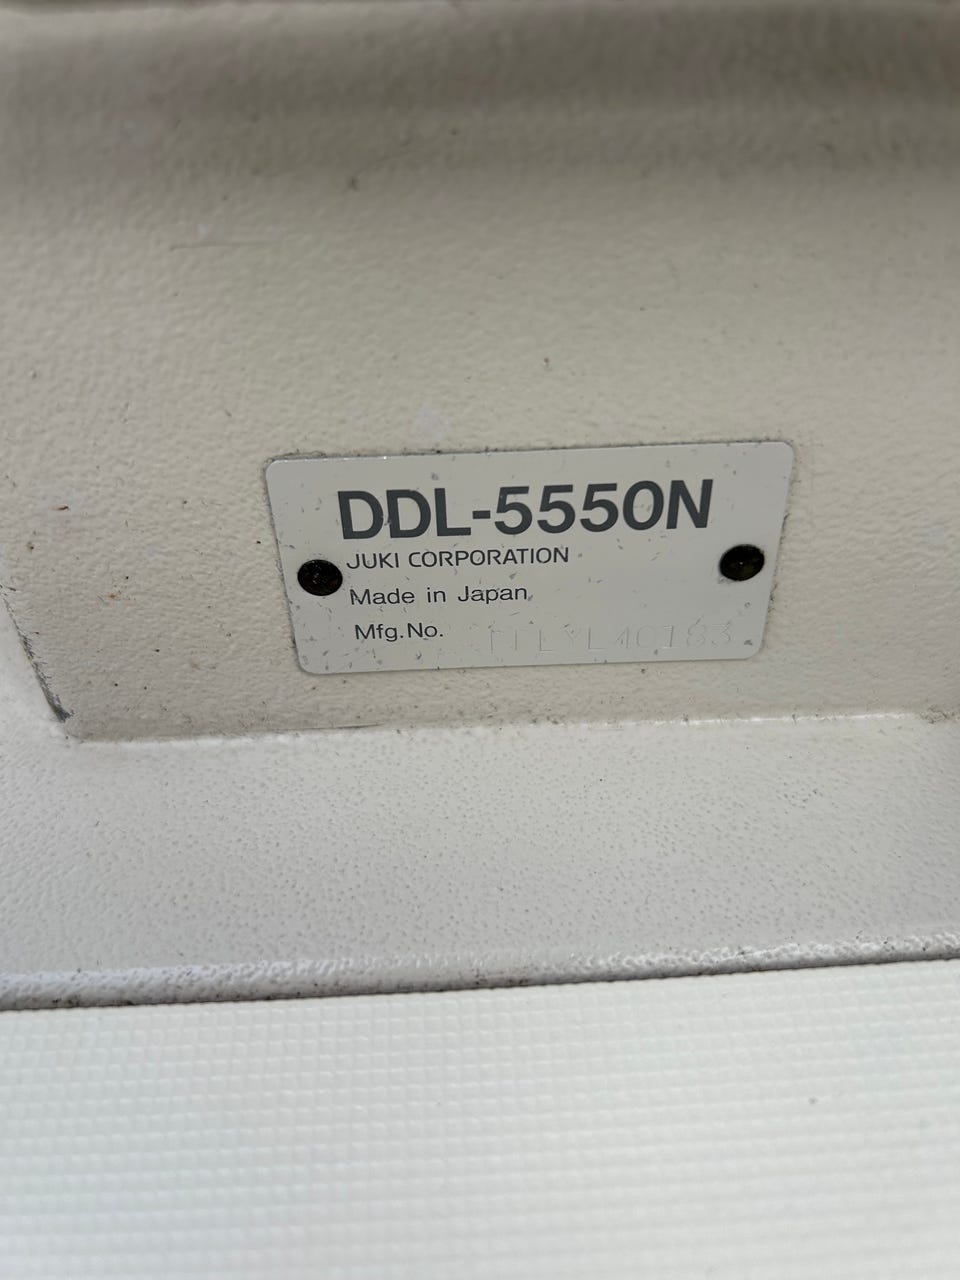 DDL-5550N
JUKI CORPORATION
Made in Japan
Mfg.No.